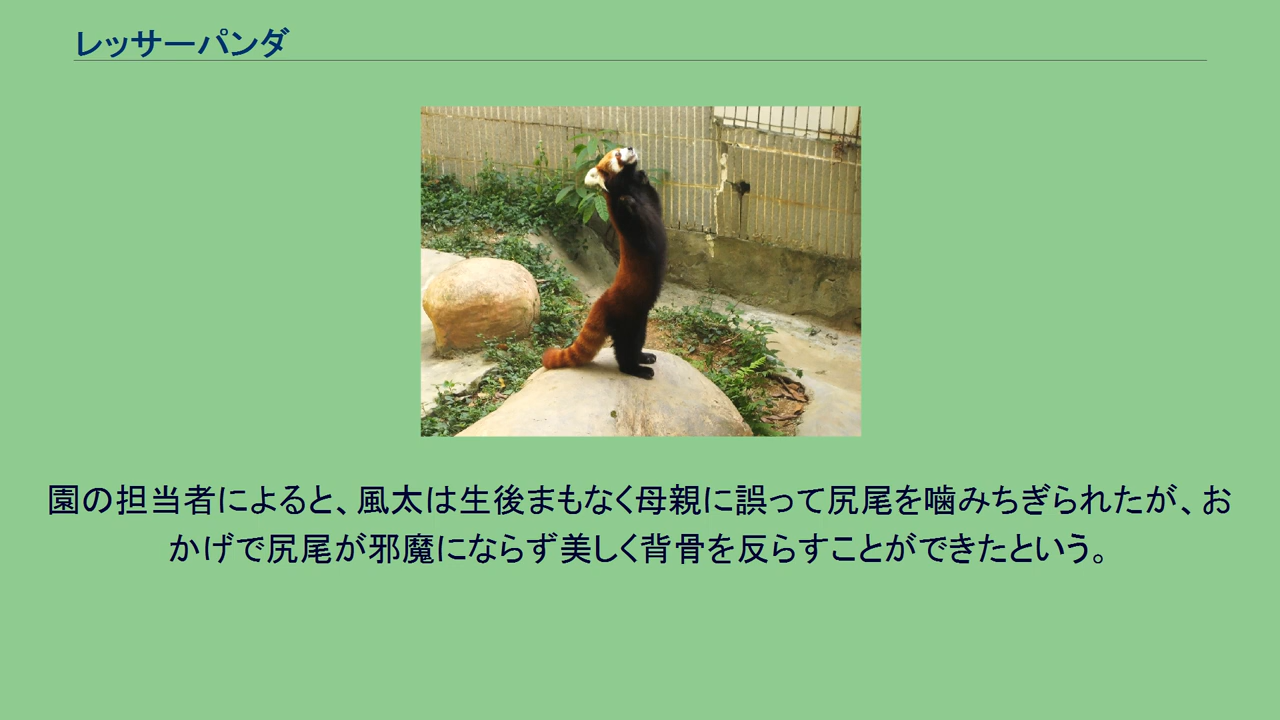 レッサーパンダ
園の担当者によると、風太は生後まもなく母親に誤って尻尾を噛みちぎられたが、お
かげで尻尾が邪魔にならず美しく背骨を反らすことができたという。